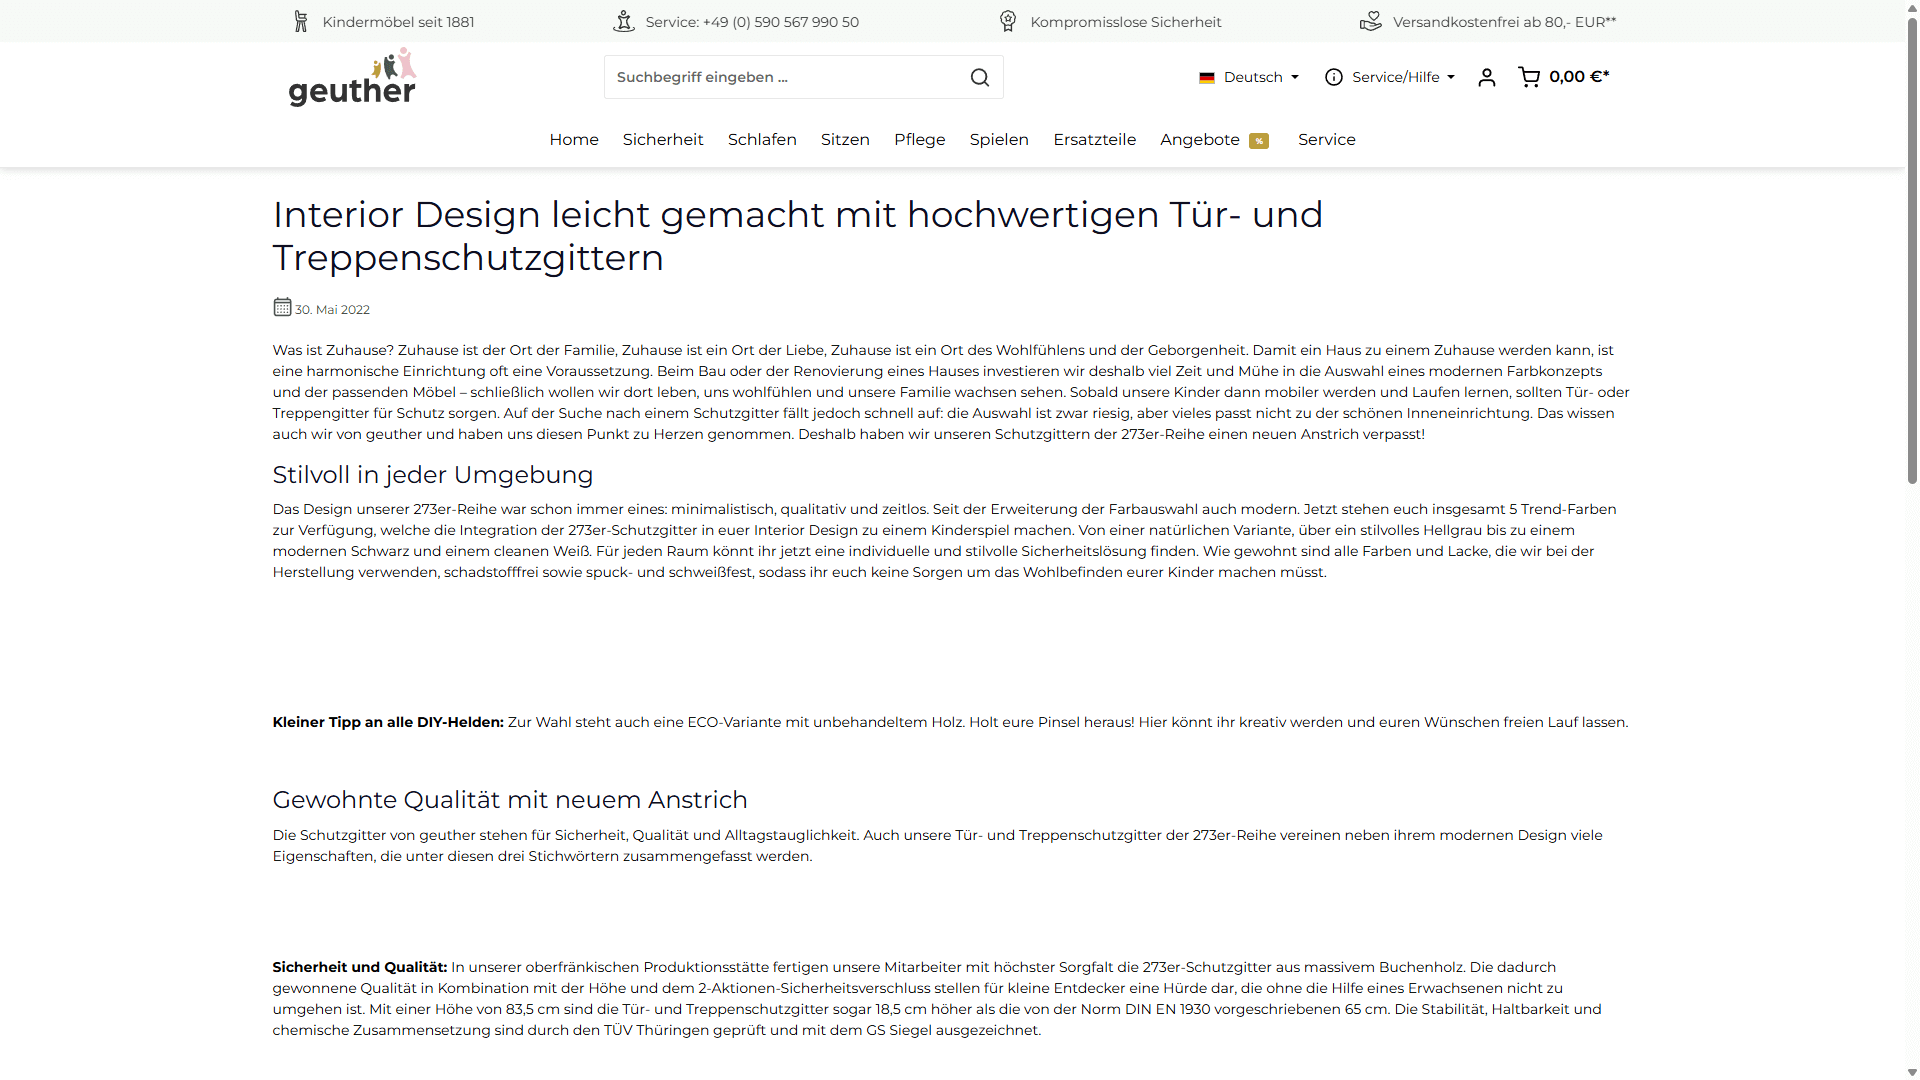 Kindermöbel seit 1881
Service: +49 (0) 590 567 990 50
Kompromisslose Sicherheit
Versandkostenfrei ab 80,- EUR**
geuther
Suchbegriff eingeben ...
Deutsch
Service/Hilfe
0,00 €*
Home
Sicherheit
Schlafen
Sitzen
Pflege
Spielen
Ersatzteile
Angebote %
Service
Interior Design leicht gemacht mit hochwertigen Tür- und
Treppenschutzgittern
30. Mai 2022
Was ist Zuhause? Zuhause ist der Ort der Familie, Zuhause ist ein Ort der Liebe, Zuhause ist ein Ort des Wohlfühlens und der Geborgenheit. Damit ein Haus zu einem Zuhause werden kann, ist
eine harmonische Einrichtung oft eine Voraussetzung. Beim Bau oder der Renovierung eines Hauses investieren wir deshalb viel Zeit und Mühe in die Auswahl eines modernen Farbkonzepts
und der passenden Möbel – schließlich wollen wir dort leben, uns wohlfühlen und unsere Familie wachsen sehen. Sobald unsere Kinder dann mobiler werden und Laufen lernen, sollten Tür- oder
Treppengitter für Schutz sorgen. Auf der Suche nach einem Schutzgitter fällt jedoch schnell auf: die Auswahl ist zwar riesig, aber vieles passt nicht zu der schönen Inneneinrichtung. Das wissen
auch wir von geuther und haben uns diesen Punkt zu Herzen genommen. Deshalb haben wir unseren Schutzgittern der 273er-Reihe einen neuen Anstrich verpasst!
Stilvoll in jeder Umgebung
Das Design unserer 273er-Reihe war schon immer eines: minimalistisch, qualitativ und zeitlos. Seit der Erweiterung der Farbauswahl auch modern. Jetzt stehen euch insgesamt 5 Trend-Farben
zur Verfügung, welche die Integration der 273er-Schutzgitter in euer Interior Design zu einem Kinderspiel machen. Von einer natürlichen Variante, über ein stilvolles Hellgrau bis zu einem
modernen Schwarz und einem cleanen Weiß. Für jeden Raum könnt ihr jetzt eine individuelle und stilvolle Sicherheitslösung finden. Wie gewohnt sind alle Farben und Lacke, die wir bei der
Herstellung verwenden, schadstofffrei sowie spuck- und schweißfest, sodass ihr euch keine Sorgen um das Wohlbefinden eurer Kinder machen müsst.
Kleiner Tipp an alle DIY-Helden: Zur Wahl steht auch eine ECO-Variante mit unbehandeltem Holz. Holt eure Pinsel heraus! Hier könnt ihr kreativ werden und euren Wünschen freien Lauf lassen.
Gewohnte Qualität mit neuem Anstrich
Die Schutzgitter von geuther stehen für Sicherheit, Qualität und Alltagstauglichkeit. Auch unsere Tür- und Treppenschutzgitter der 273er-Reihe vereinen neben ihrem modernen Design viele
Eigenschaften, die unter diesen drei Stichwörtern zusammengefasst werden.
Sicherheit und Qualität: In unserer oberfränkischen Produktionsstätte fertigen unsere Mitarbeiter mit höchster Sorgfalt die 273er-Schutzgitter aus massivem Buchenholz. Die dadurch
gewonnene Qualität in Kombination mit der Höhe und dem 2-Aktionen-Sicherheitsverschluss stellen für kleine Entdecker eine Hürde dar, die ohne die Hilfe eines Erwachsenen nicht zu
umgehen ist. Mit einer Höhe von 83,5 cm sind die Tür- und Treppenschutzgitter sogar 18,5 cm höher als die von der Norm DIN EN 1930 vorgeschriebenen 65 cm. Die Stabilität, Haltbarkeit und
chemische Zusammensetzung sind durch den TÜV Thüringen geprüft und mit dem GS Siegel ausgezeichnet.